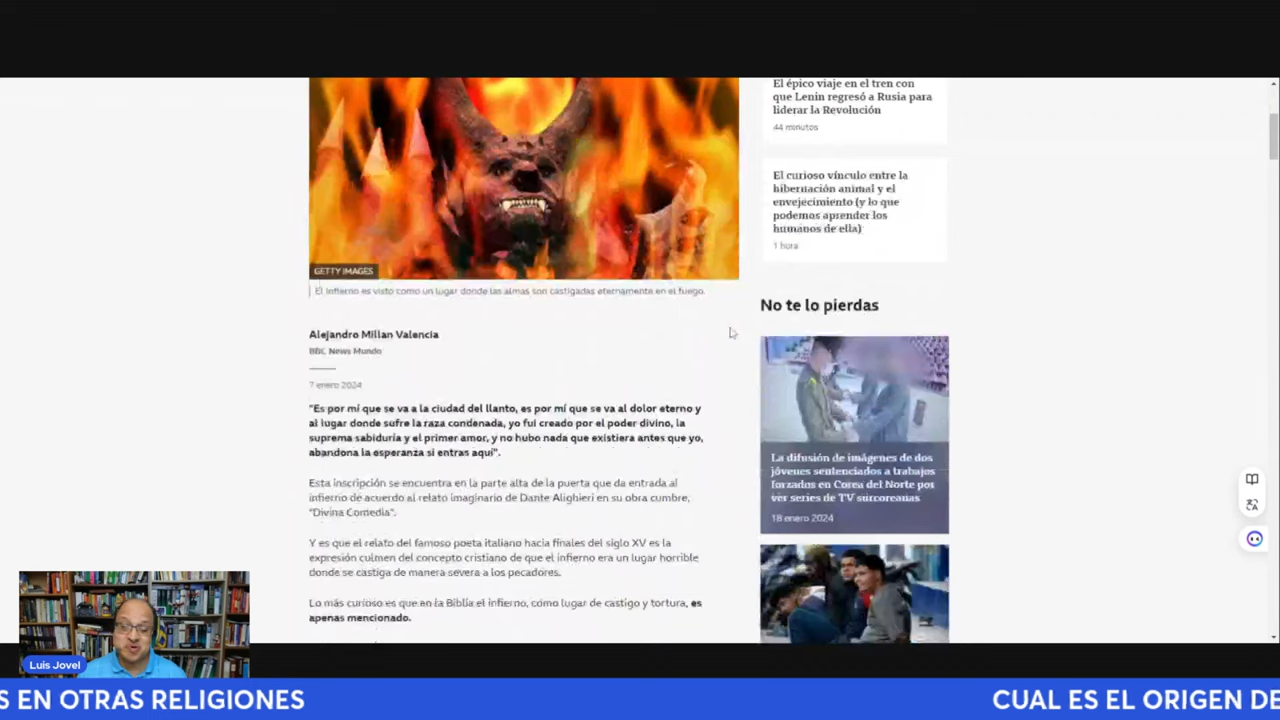 El épico viaje en el tren con
que Lenin regresó a Rusia para
liderar la Revolución
44 minutos
El curioso vínculo entre la
hibernación animal y el
envejecimiento (y lo que
podemos aprender los
humanos de ella)
1 hora
GETTY IMAGES
El infierno es visto como un lugar donde las almas son castigadas eternamente en el fuego.
No te lo pierdas
Alejandro Millán Valencia
BBC News Mundo
7 enero 2024
"Es por mí que se va a la ciudad del llanto, es por mí que se va al dolor eterno y
al lugar donde sufre la raza condenada, yo fui creado por el poder divino, la
suprema sabiduría y el primer amor, y no hubo nada que existiera antes que yo,
abandona la esperanza si entras aquí".
Esta inscripción se encuentra en la parte alta de la puerta que da entrada al
infierno de acuerdo al relato imaginario de Dante Alighieri en su obra cumbre,
"Divina Comedia".
Y es que el relato del famoso poeta italiano hacia finales del siglo XV es la
expresión culmen del concepto cristiano de que el infierno era un lugar horrible
donde se castiga de manera severa a los pecadores.
Lo más curioso es que en la Biblia el infierno, como lugar de castigo y tortura, es
apenas mencionado.
La difusión de imágenes de dos
jóvenes sentenciados a trabajos
forzados en Corea del Norte por
ver series de TV surcoreanas
18 enero 2024
Luis Jovel
S EN OTRAS RELIGIONES
CUAL ES EL ORIGEN DE